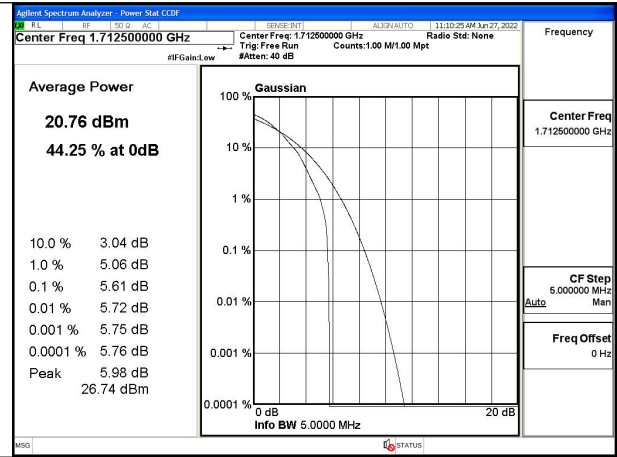 Agilent Spectrum Analyzer - Power Stat CCDF
RL RF 50 Ω AC SENSE:INT ALIGN AUTO 11:10:25 AM Jun 27, 2022
Center Freq 1.712500000 GHz
Center Freq: 1.712500000 GHz Radio Std: None
Trig: Free Run Counts:1.00 M/1.00 Mpt
#IFGain:Low #Atten: 40 dB
Frequency
Average Power
20.76 dBm
44.25 % at 0dB
10.0 % 3.04 dB
1.0 % 5.06 dB
0.1 % 5.61 dB
0.01 % 5.72 dB
0.001 % 5.75 dB
0.0001 % 5.76 dB
Peak 5.98 dB
26.74 dBm
Gaussian
100 %
10 %
1 %
0.1 %
0.01 %
0.001 %
0.0001 %
0 dB 20 dB
Info BW 5.0000 MHz
Center Freq
1.712500000 GHz
CF Step
5.000000 MHz
Auto Man
Freq Offset
0 Hz
MSG STATUS